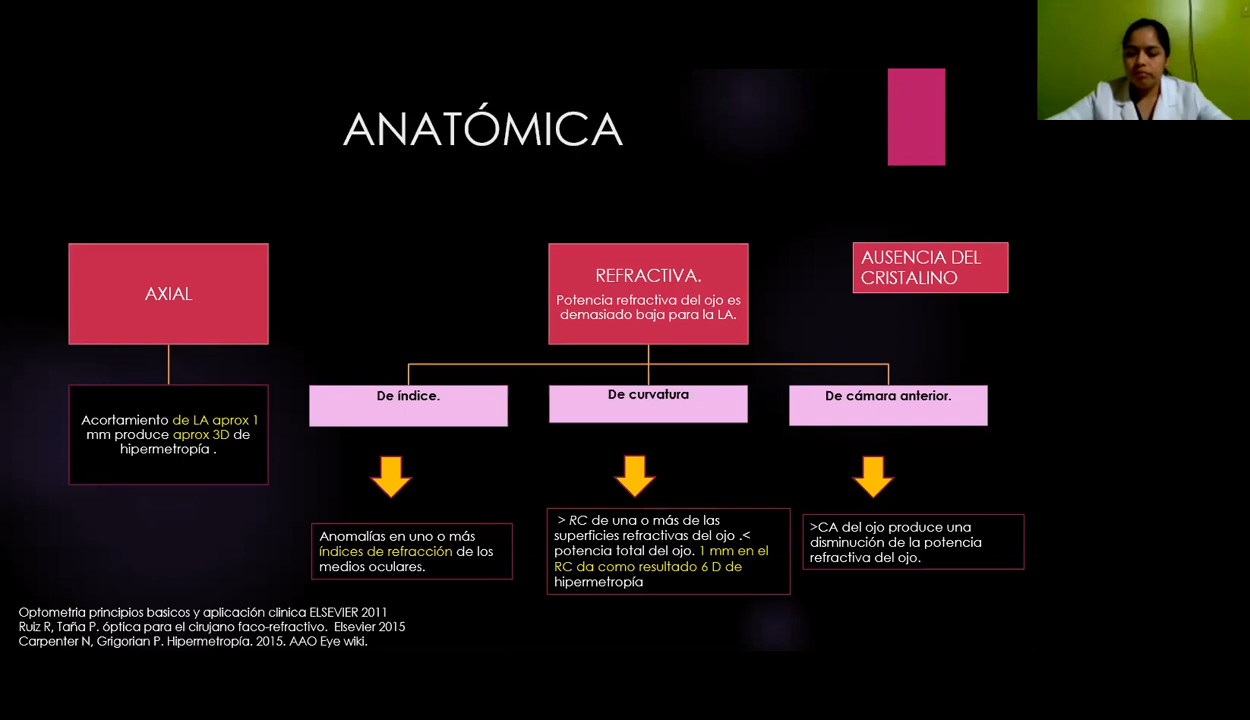 ANATÓMICA
AXIAL
Acortamiento de LA aprox 1
mm produce aprox 3D de
hipermetropía .
REFRACTIVA.
Potencia refractiva del ojo es
demasiado baja para la LA.
AUSENCIA DEL
CRISTALINO
De índice.
De curvatura
De cámara anterior.
Anomalías en uno o más
índices de refracción de los
medios oculares.
> RC de una o más de las
superficies refractivas del ojo .<
potencia total del ojo. 1 mm en el
RC da como resultado 6 D de
hipermetropía
>CA del ojo produce una
disminución de la potencia
refractiva del ojo.
Optometria principios basicos y aplicación clinica ELSEVIER 2011
Ruiz R, Taña P. óptica para el cirujano faco-refractivo. Elsevier 2015
Carpenter N, Grigorian P. Hipermetropía. 2015. AAO Eye wiki.